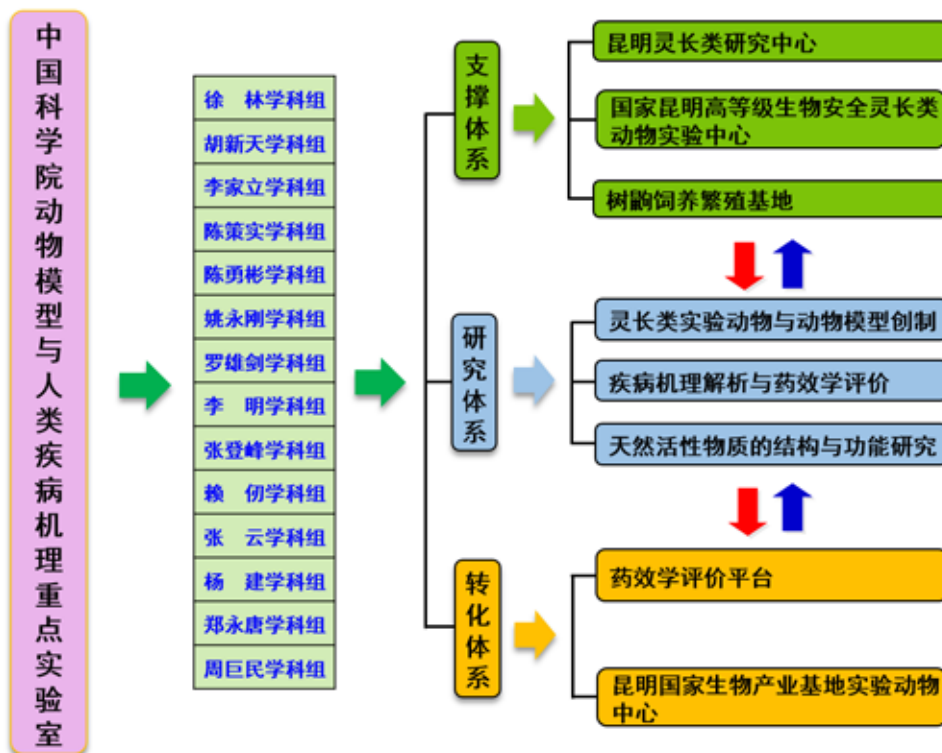 中国科学院动物模型与人类疾病机理重点实验室
徐 林学科组
胡新天学科组
李家立学科组
陈策实学科组
陈勇彬学科组
姚永刚学科组
罗雄剑学科组
李 明学科组
张登峰学科组
赖 仞学科组
张 云学科组
杨 建学科组
郑永唐学科组
周巨民学科组
支撑体系
昆明灵长类研究中心
国家昆明高等级生物安全灵长类
动物实验中心
树鼩饲养繁殖基地
研究体系
灵长类实验动物与动物模型创制
疾病机理解析与药效学评价
天然活性物质的结构与功能研究
转化体系
药效学评价平台
昆明国家生物产业基地实验动物
中心